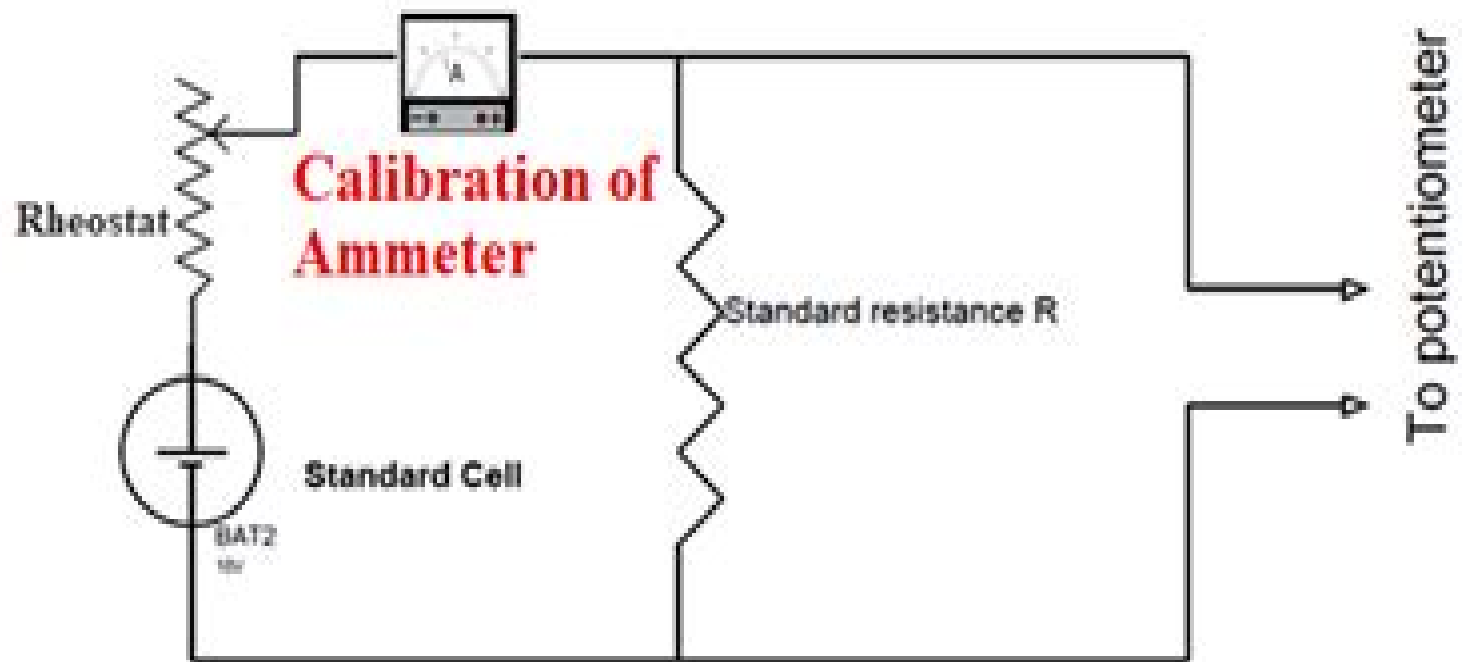 A
Calibration of
Ammeter
Rheostat
Standard resistance R
Standard Cell
BAT2
To potentiometer